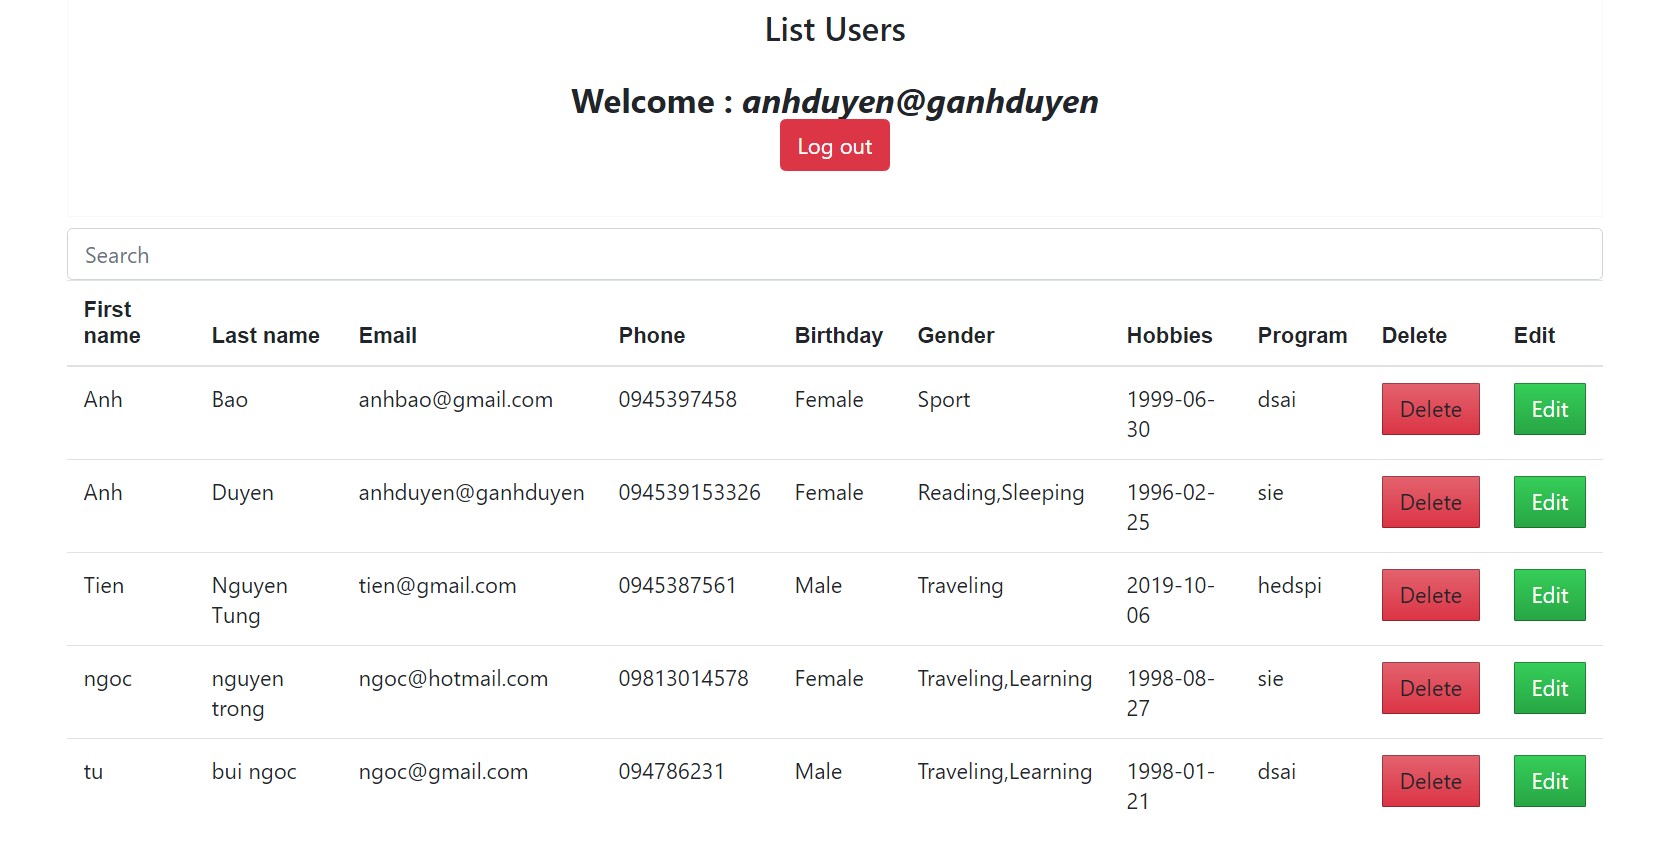 List Users
Welcome : anhduyen@ganhduyen
Log out
Search
First name Last name Email Phone Birthday Gender Hobbies Program Delete Edit
Anh Bao anhbao@gmail.com 0945397458 Female Sport 1999-06-30 dsai Delete Edit
Anh Duyen anhduyen@ganhduyen 094539153326 Female Reading,Sleeping 1996-02-25 sie Delete Edit
Tien Nguyen Tung tien@gmail.com 0945387561 Male Traveling 2019-10-06 hedspi Delete Edit
ngoc nguyen trong ngoc@hotmail.com 09813014578 Female Traveling,Learning 1998-08-27 sie Delete Edit
tu bui ngoc ngoc@gmail.com 094786231 Male Traveling,Learning 1998-01-21 dsai Delete Edit